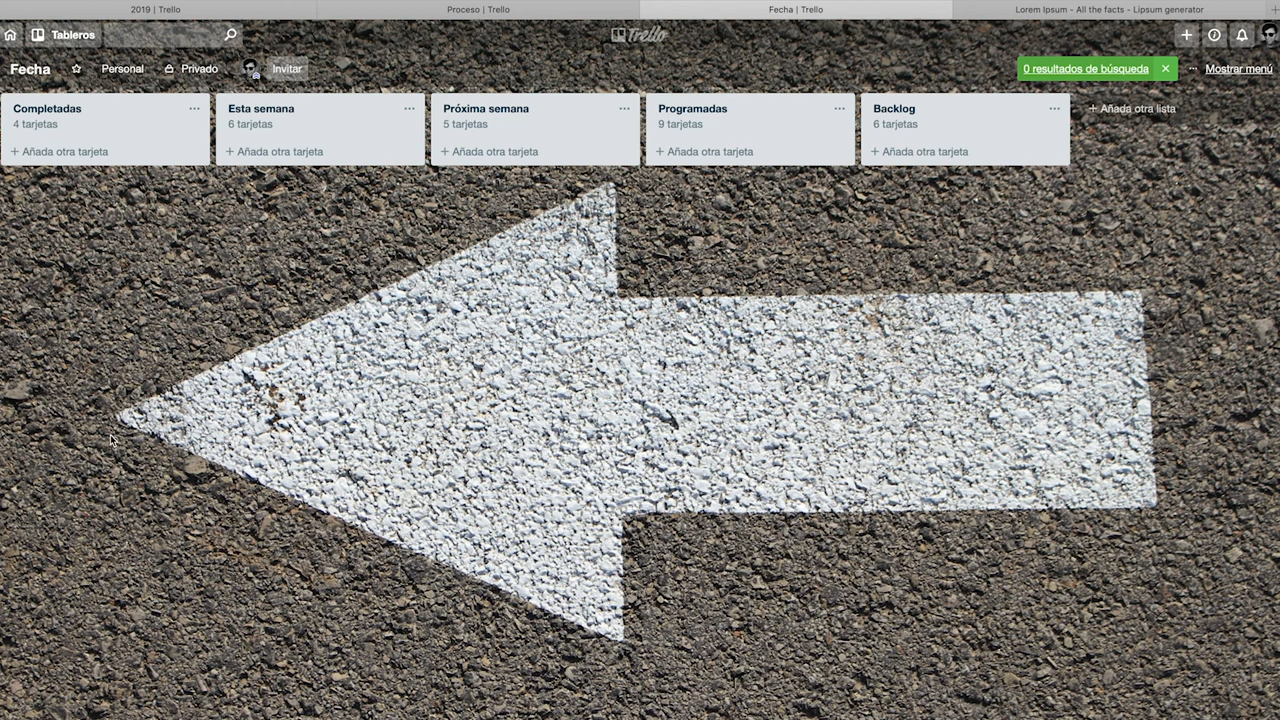 2019 | Trello
Proceso | Trello
Fecha | Trello
Lorem Ipsum - All the facts - Lipsum generator
Tableros
Trello
Fecha
Personal
Privado
Invitar
0 resultados de búsqueda
Mostrar menú
Completadas
4 tarjetas
+ Añada otra tarjeta
Esta semana
6 tarjetas
+ Añada otra tarjeta
Próxima semana
5 tarjetas
+ Añada otra tarjeta
Programadas
9 tarjetas
+ Añada otra tarjeta
Backlog
6 tarjetas
+ Añada otra tarjeta
+ Añada otra lista